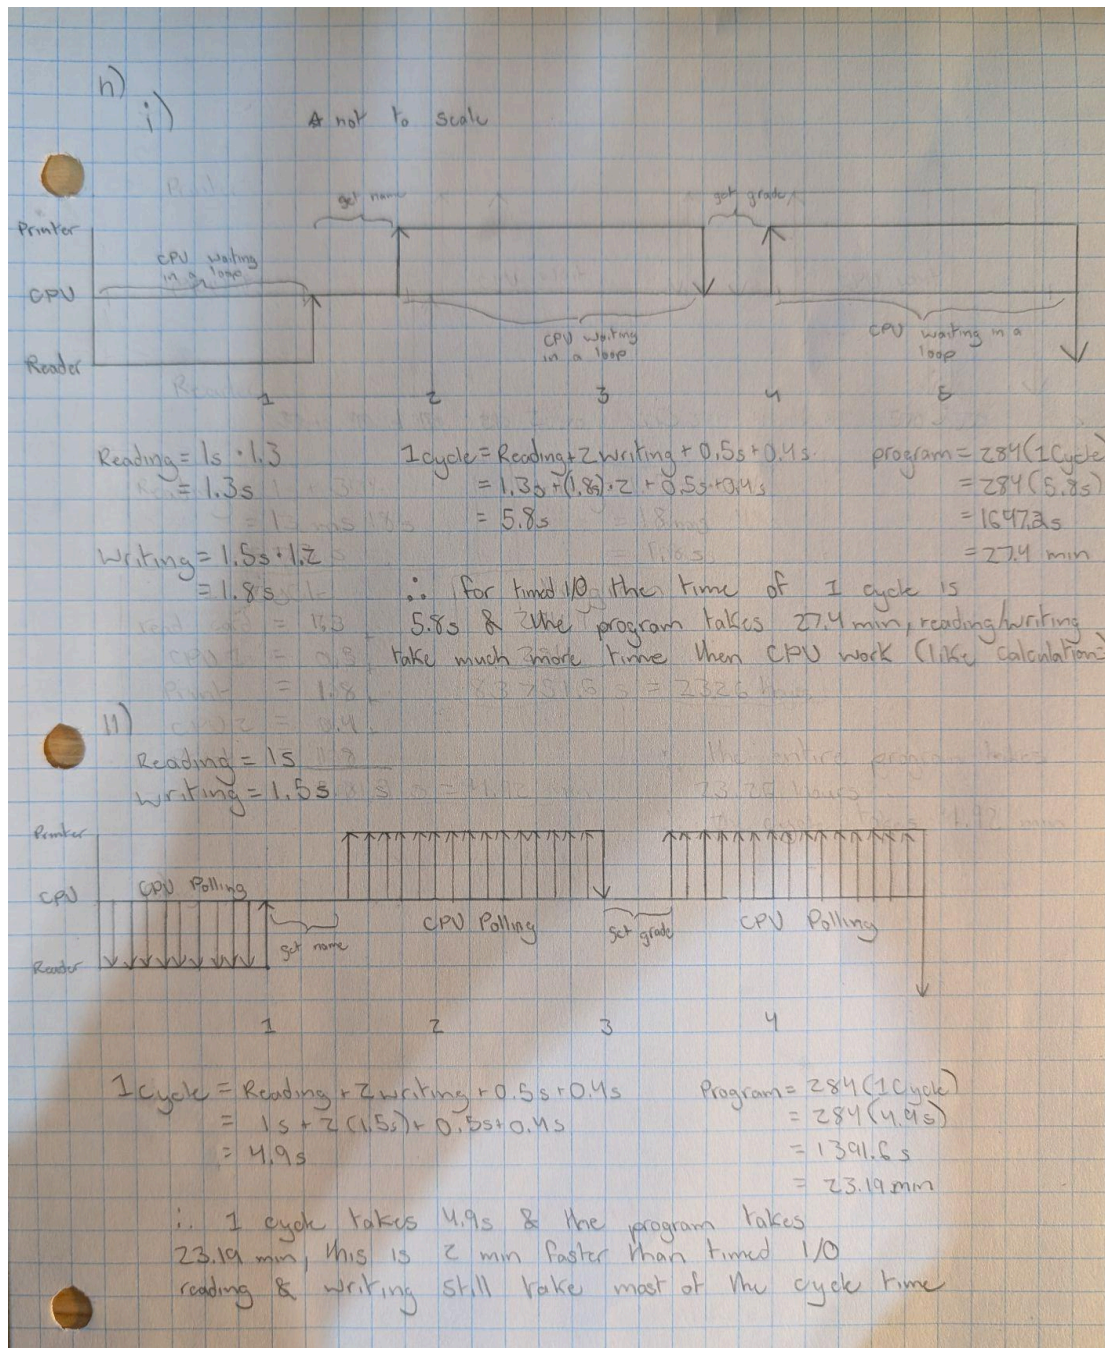 h)
i)
not to scale
get name
get grade
Printer
CPU waiting
in a loop
CPU
CPU waiting
in a loop
CPU waiting in a
loop
Reader
1 2 3 4 5
Reading = 1s · 1.3
= 1.3s
Writing = 1.5s · 1.2
= 1.8s
1 cycle = Reading + 2 writing + 0.5s + 0.4s
= 1.3s + (1.8s) · 2 + 0.5s + 0.4s
= 5.8s
program = 284(1 Cycle)
= 284(5.8s)
= 1647.2s
= 27.4 min
∴ for timed I/O the time of 1 cycle is
5.8s & the program takes 27.4 min, reading/writing
take much more time then CPU work (like calculation
ii)
Reading = 1s
Writing = 1.5s
Printer
CPU
CPU Polling
get name
CPU Polling
get grade
CPU Polling
Reader
1 2 3 4
1 cycle = Reading + 2 writing + 0.5s + 0.4s
= 1s + 2(1.5s) + 0.5s + 0.4s
= 4.9s
Program = 284(1 Cycle)
= 284(4.9s)
= 1391.6s
= 23.19 min
∴ 1 cycle takes 4.9s & the program takes
23.19 min, this is 2 min faster than timed I/O
reading & writing still take most of the cycle time